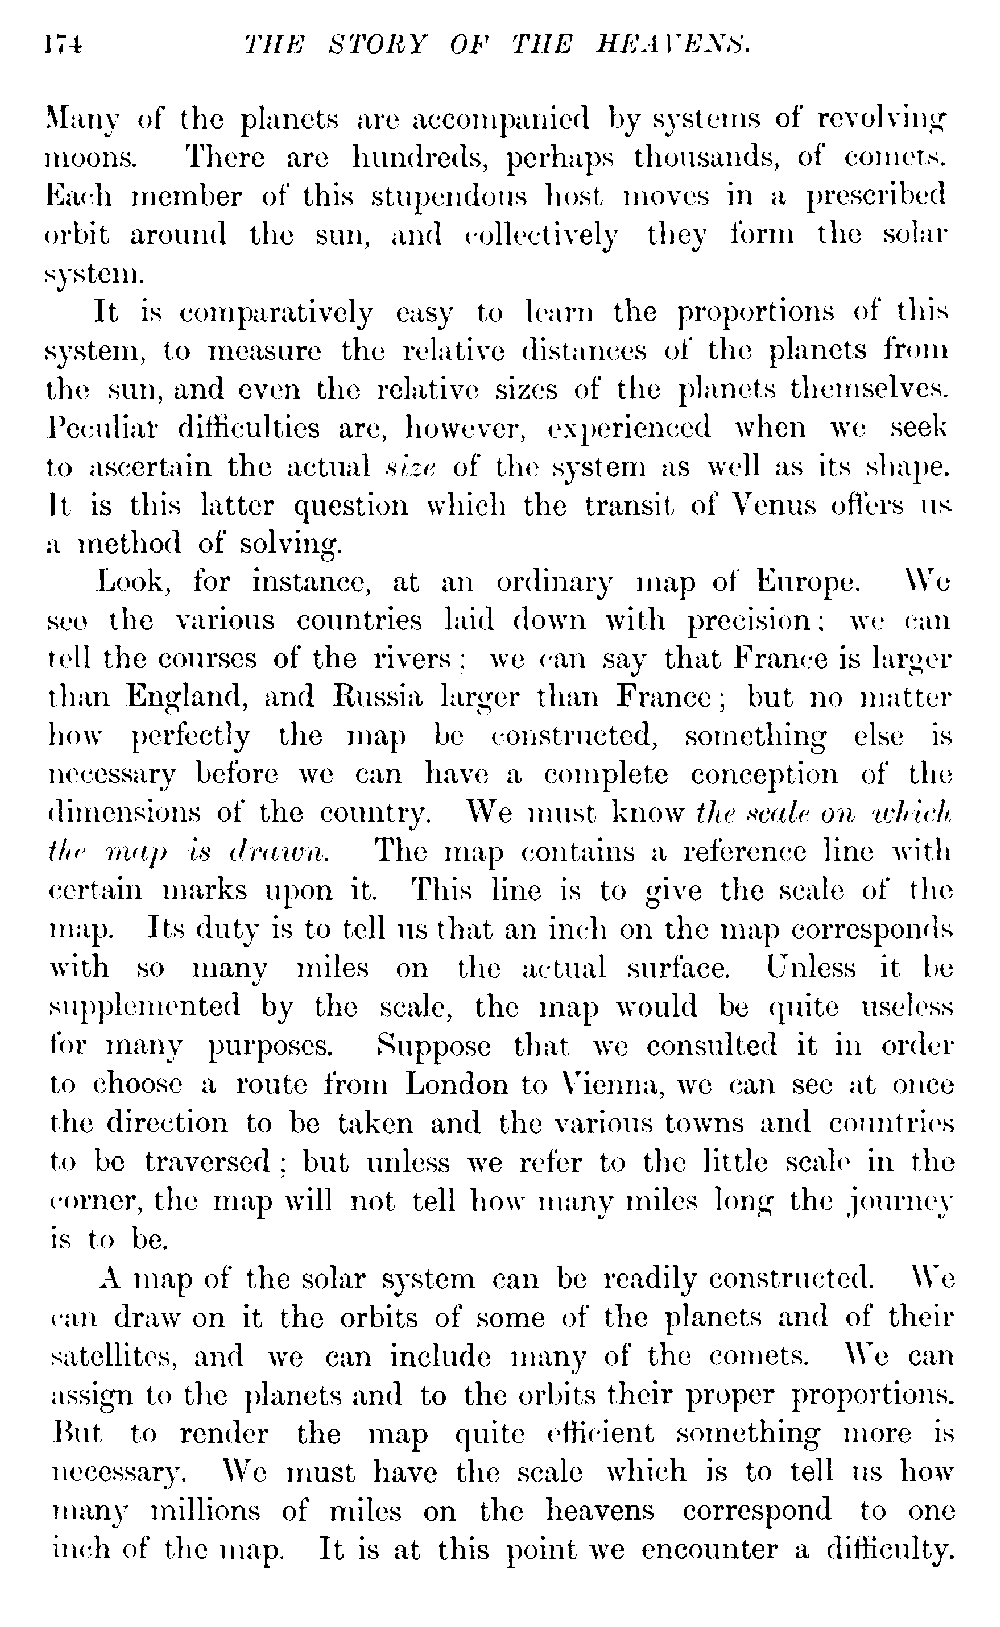 174 THE STORY OF THE HEAVENS.
Many of the planets are accompanied by systems of revolving
moons. There are hundreds, perhaps thousands, of comets.
Each member of this stupendous host moves in a prescribed
orbit around the sun, and collectively they form the solar
system.
It is comparatively easy to learn the proportions of this
system, to measure the relative distances of the planets from
the sun, and even the relative sizes of the planets themselves.
Peculiar difficulties are, however, experienced when we seek
to ascertain the actual size of the system as well as its shape.
It is this latter question which the transit of Venus offers us
a method of solving.
Look, for instance, at an ordinary map of Europe. We
see the various countries laid down with precision; we can
tell the courses of the rivers; we can say that France is larger
than England, and Russia larger than France; but no matter
how perfectly the map be constructed, something else is
necessary before we can have a complete conception of the
dimensions of the country. We must know the scale on which
the map is drawn. The map contains a reference line with
certain marks upon it. This line is to give the scale of the
map. Its duty is to tell us that an inch on the map corresponds
with so many miles on the actual surface. Unless it be
supplemented by the scale, the map would be quite useless
for many purposes. Suppose that we consulted it in order
to choose a route from London to Vienna, we can see at once
the direction to be taken and the various towns and countries
to be traversed; but unless we refer to the little scale in the
corner, the map will not tell how many miles long the journey
is to be.
A map of the solar system can be readily constructed. We
can draw on it the orbits of some of the planets and of their
satellites, and we can include many of the comets. We can
assign to the planets and to the orbits their proper proportions.
But to render the map quite efficient something more is
necessary. We must have the scale which is to tell us how
many millions of miles on the heavens correspond to one
inch of the map. It is at this point we encounter a difficulty.